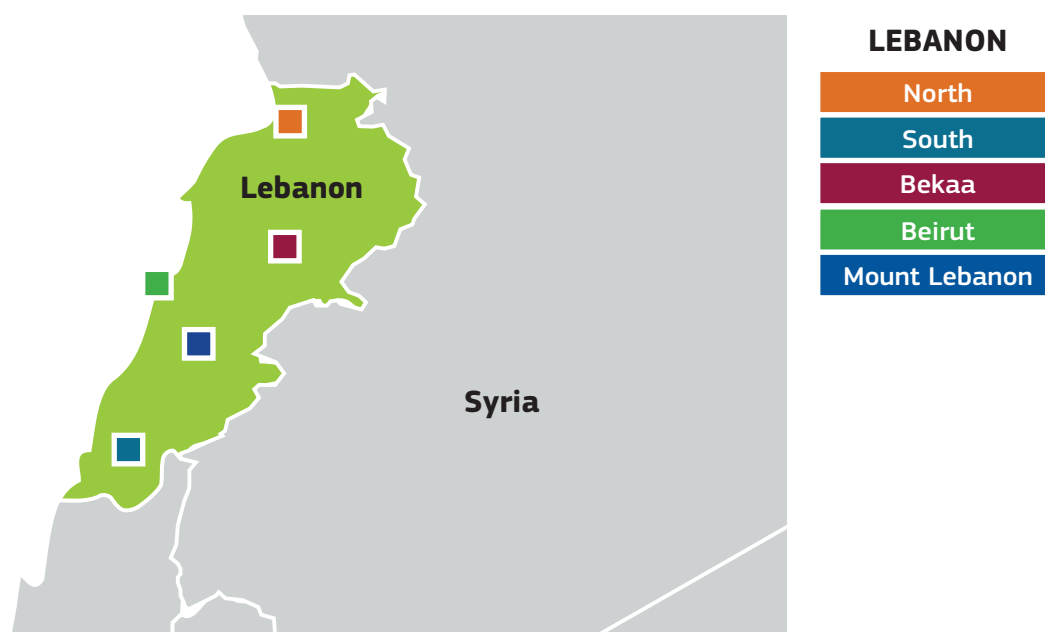 LEBANON
North
South
Bekaa
Beirut
Mount Lebanon
Lebanon
Syria